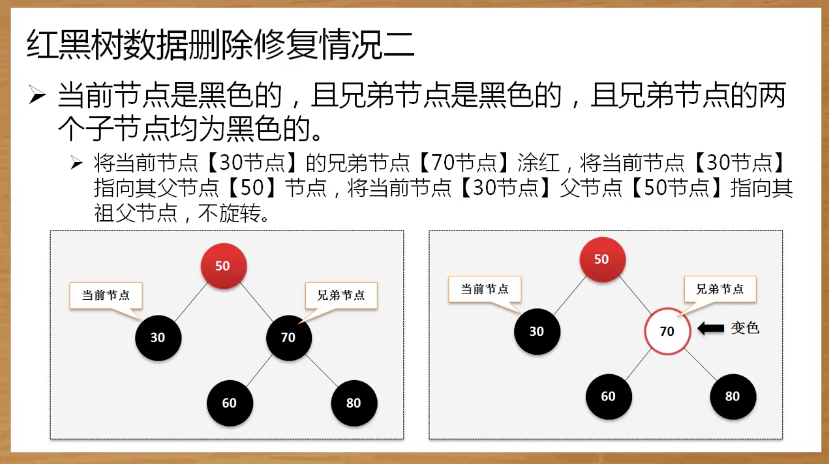 红黑树数据删除修复情况二
当前节点是黑色的，且兄弟节点是黑色的，且兄弟节点的两
个子节点均为黑色的。
将当前节点【30节点】的兄弟节点【70节点】涂红，将当前节点【30节点】
指向其父节点【50】节点，将当前节点【30节点】父节点【50节点】指向其
祖父节点，不旋转。
50
当前节点
兄弟节点
30
70
60
80
50
当前节点
兄弟节点
30
70
变色
60
80